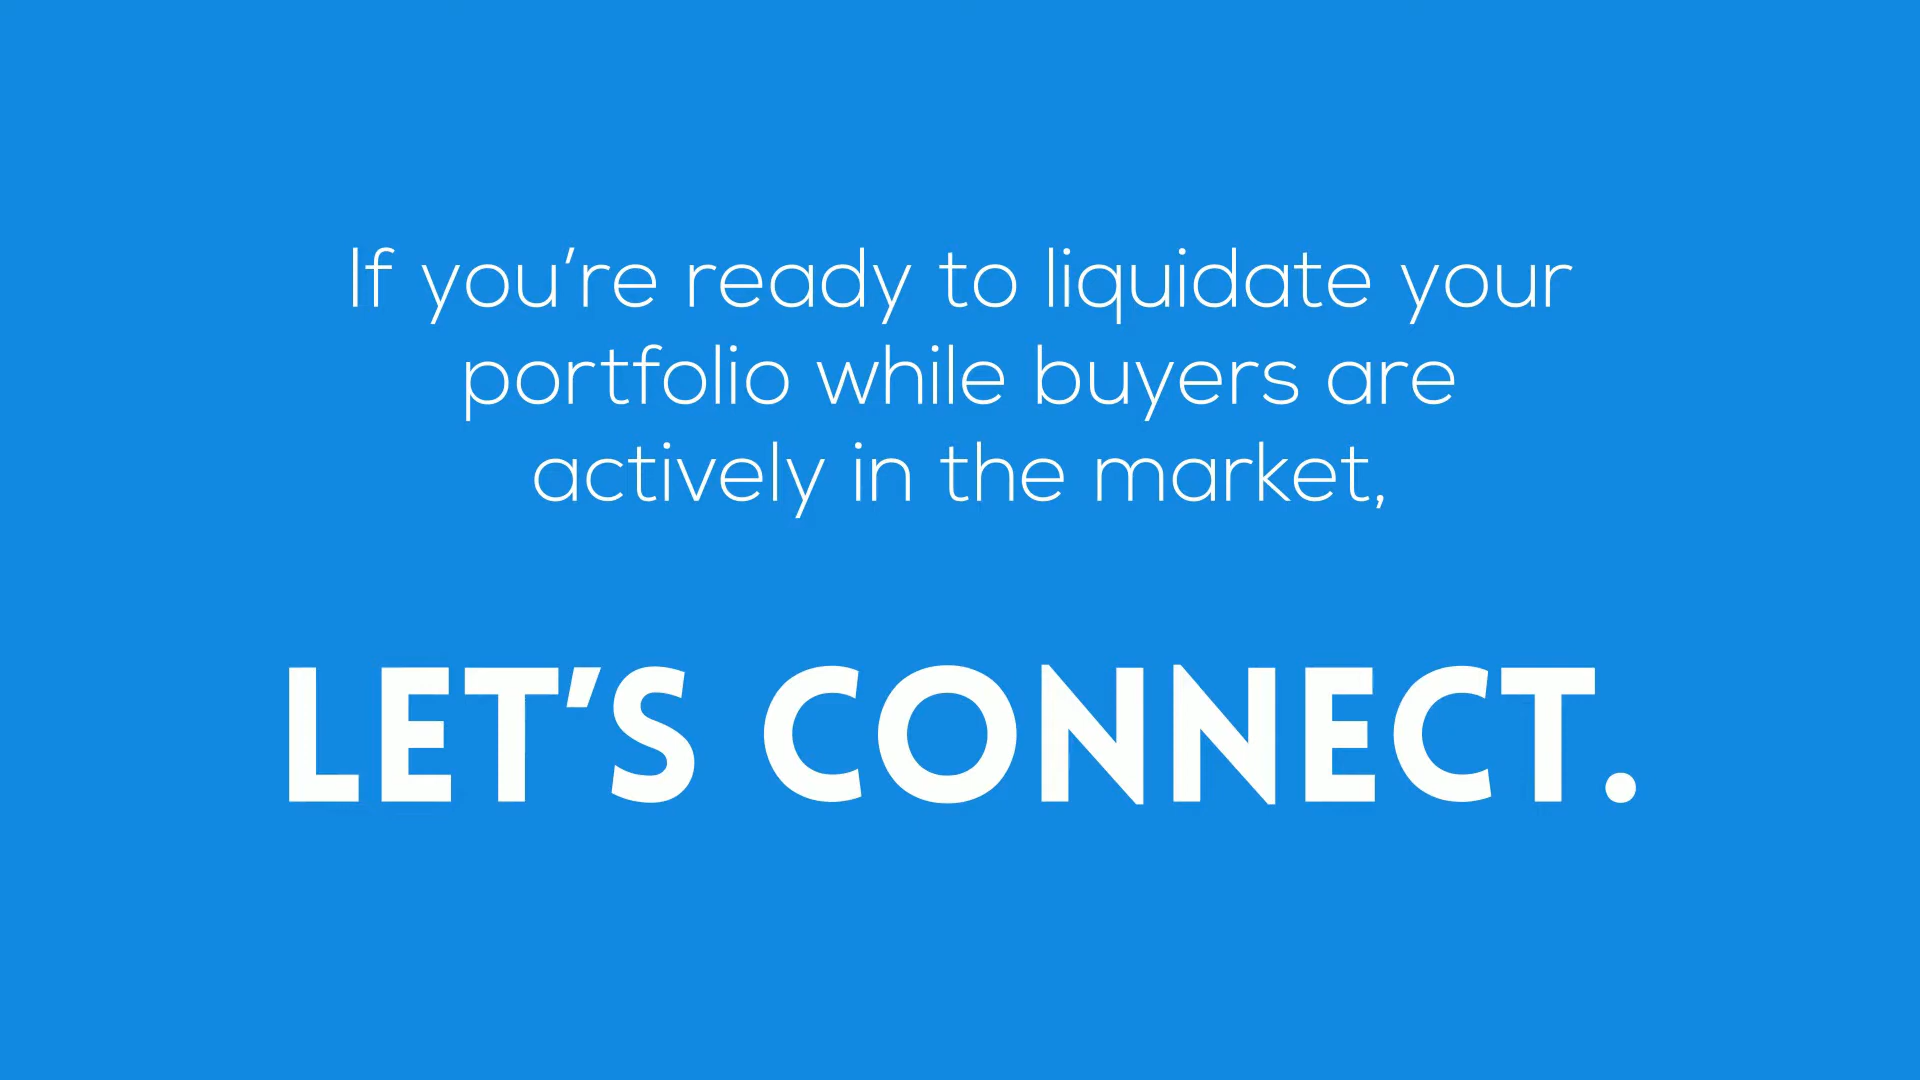 If you’re ready to liquidate your
portfolio while buyers are
actively in the market,
LET’S CONNECT.